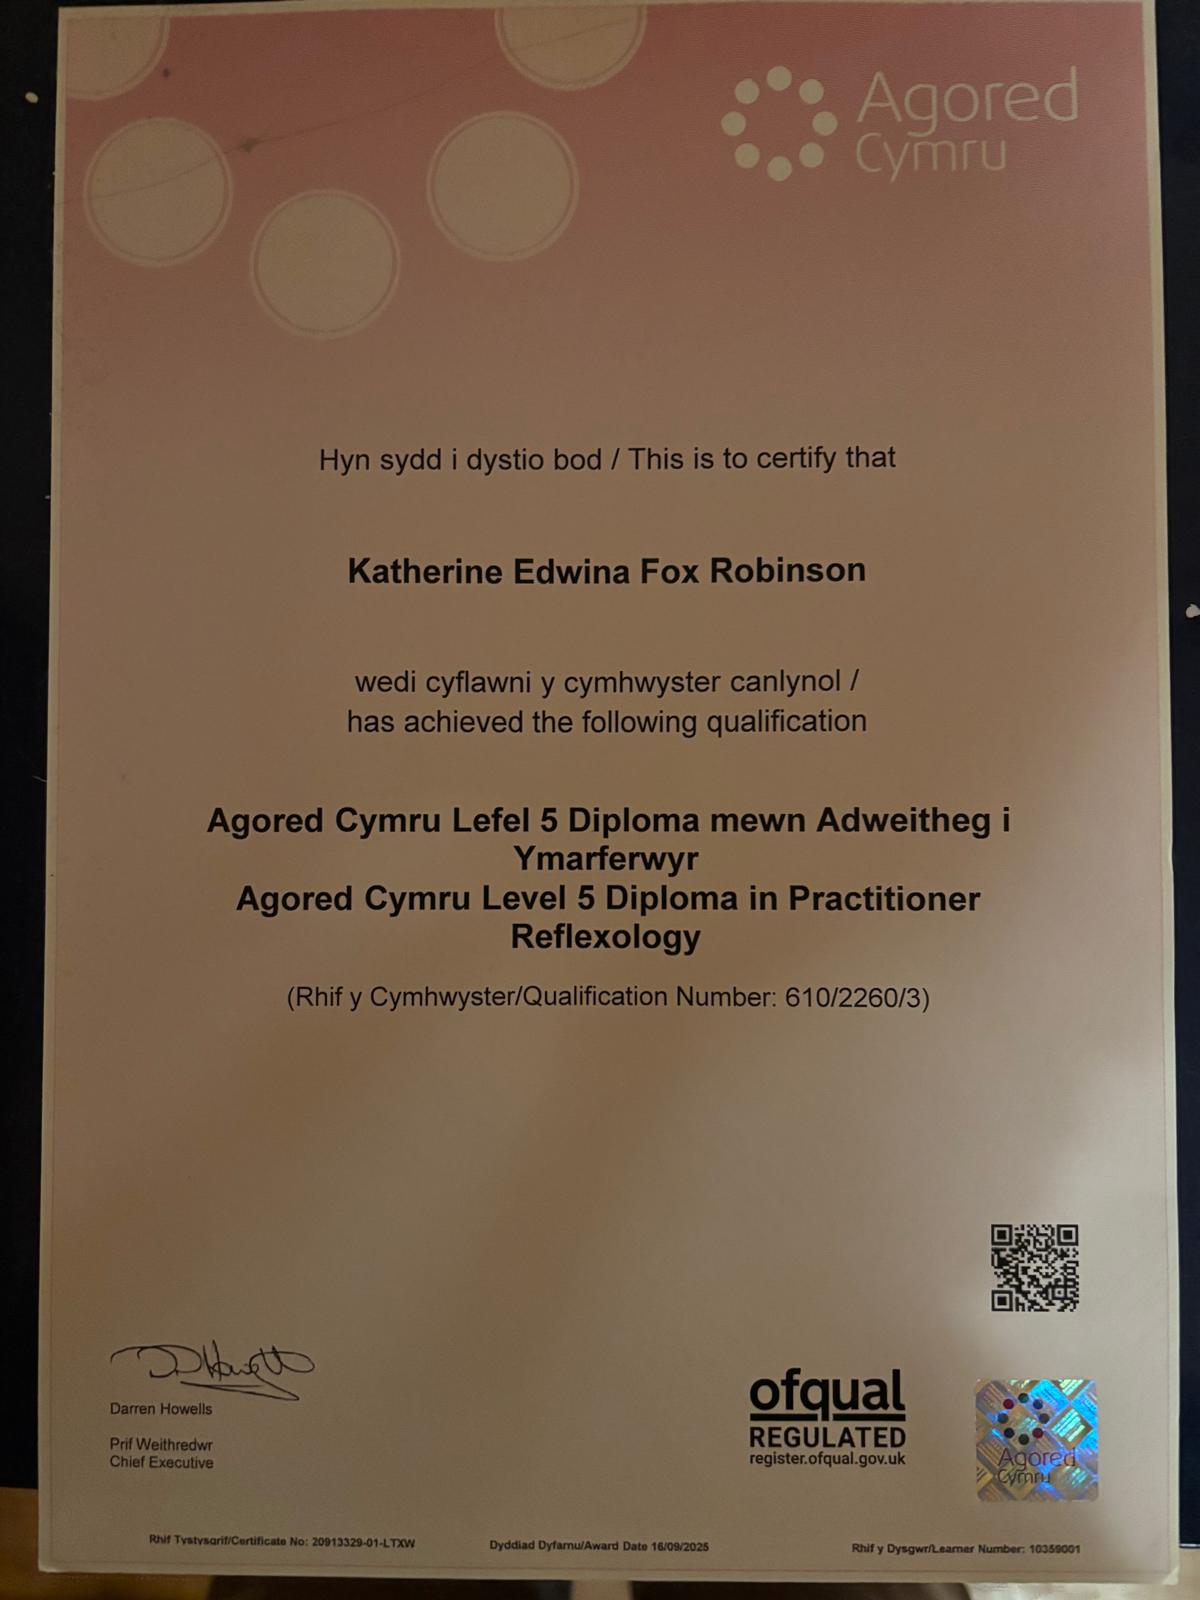 Agored
Cymru
Hyn sydd i dystio bod / This is to certify that
Katherine Edwina Fox Robinson
wedi cyflawni y cymhwyster canlynol /
has achieved the following qualification
Agored Cymru Lefel 5 Diploma mewn Adweitheg i
Ymarferwyr
Agored Cymru Level 5 Diploma in Practitioner
Reflexology
(Rhif y Cymhwyster/Qualification Number: 610/2260/3)
Darren Howells
Prif Weithredwr
Chief Executive
ofqual
REGULATED
register.ofqual.gov.uk
Agored
Cymru
Rhif Tystysgrif/Certificate No: 20913329-01-LTXW
Dyddiad Dyfarnu/Award Date 16/09/2025
Rhif y Dysgwr/Learner Number: 10359001